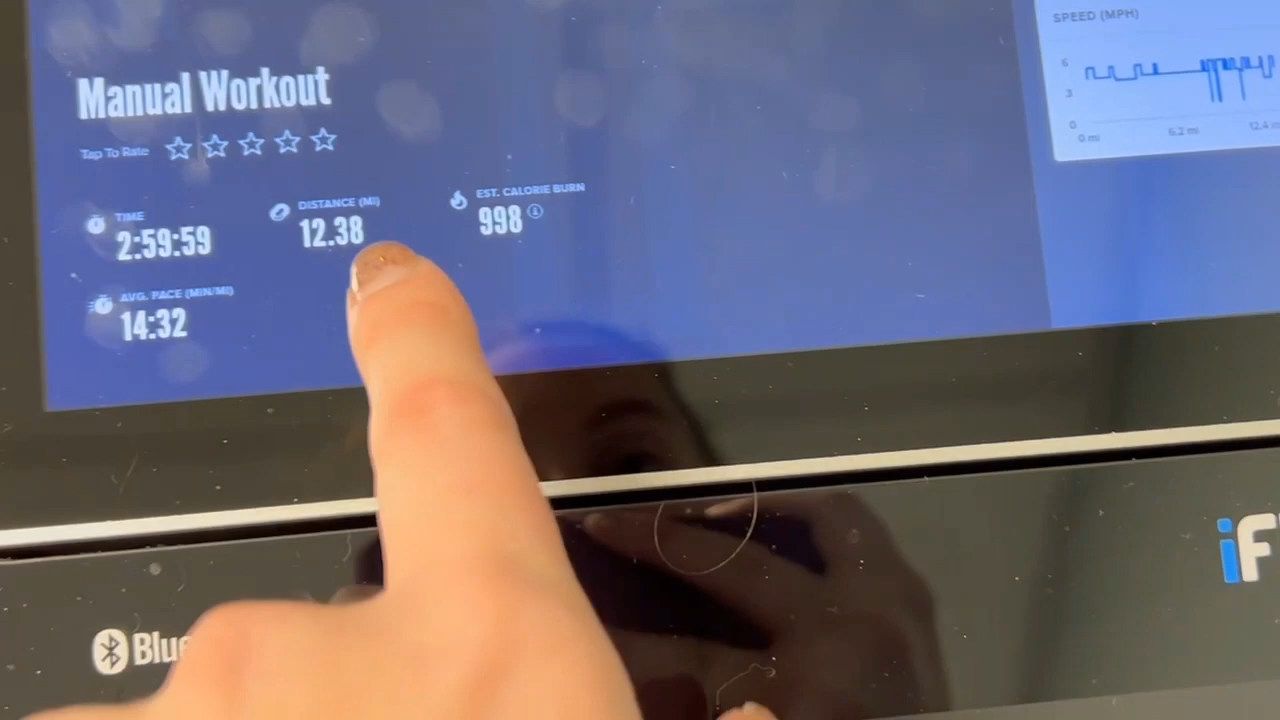 Manual Workout
Tap To Rate
TIME
2:59:59
DISTANCE (MI)
12.38
EST. CALORIE BURN
998
AVG. PACE (MIN/MI)
14:32
SPEED (MPH)
6
3
0
0 mi
6.2 mi
12.4 m
Blue
iF